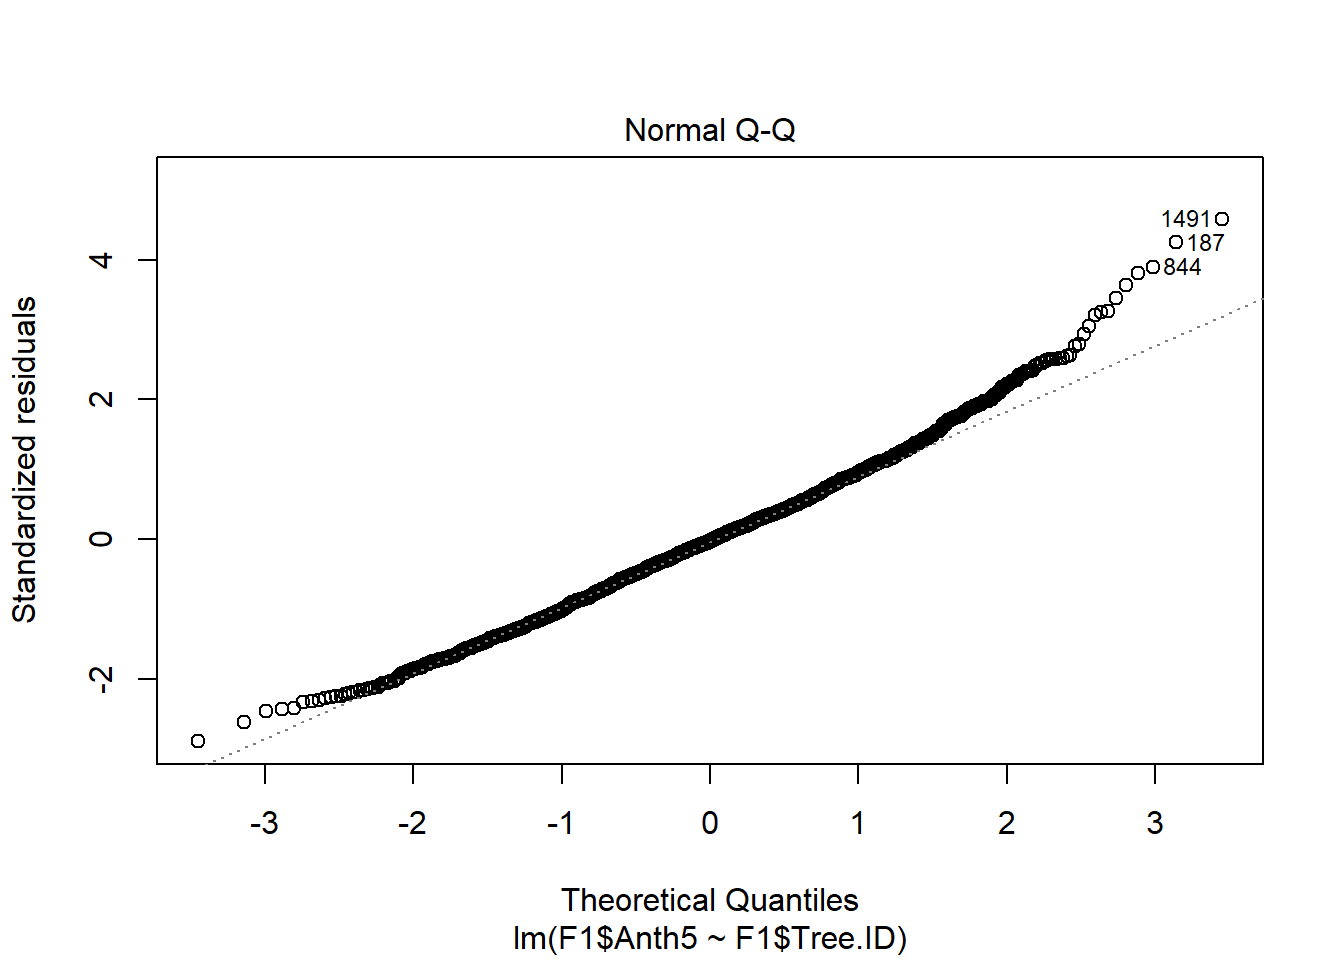 Normal Q-Q
1491
187
844
Standardized residuals
4
2
0
-2
-3 -2 -1 0 1 2 3
Theoretical Quantiles
lm(F1$Anth5 ~ F1$Tree.ID)